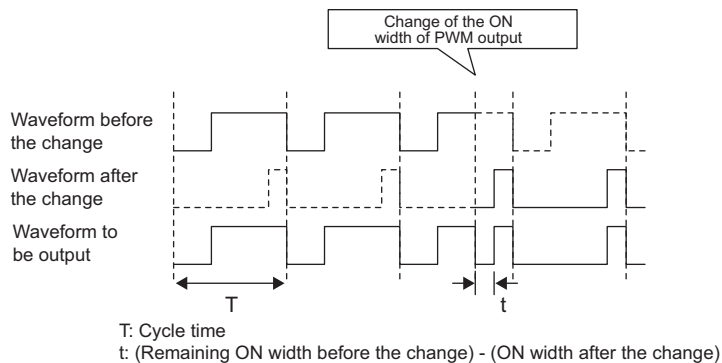 Change of the ON
width of PWM output
Waveform before
the change
Waveform after
the change
Waveform to
be output
T
t
T: Cycle time
t: (Remaining ON width before the change) - (ON width after the change)